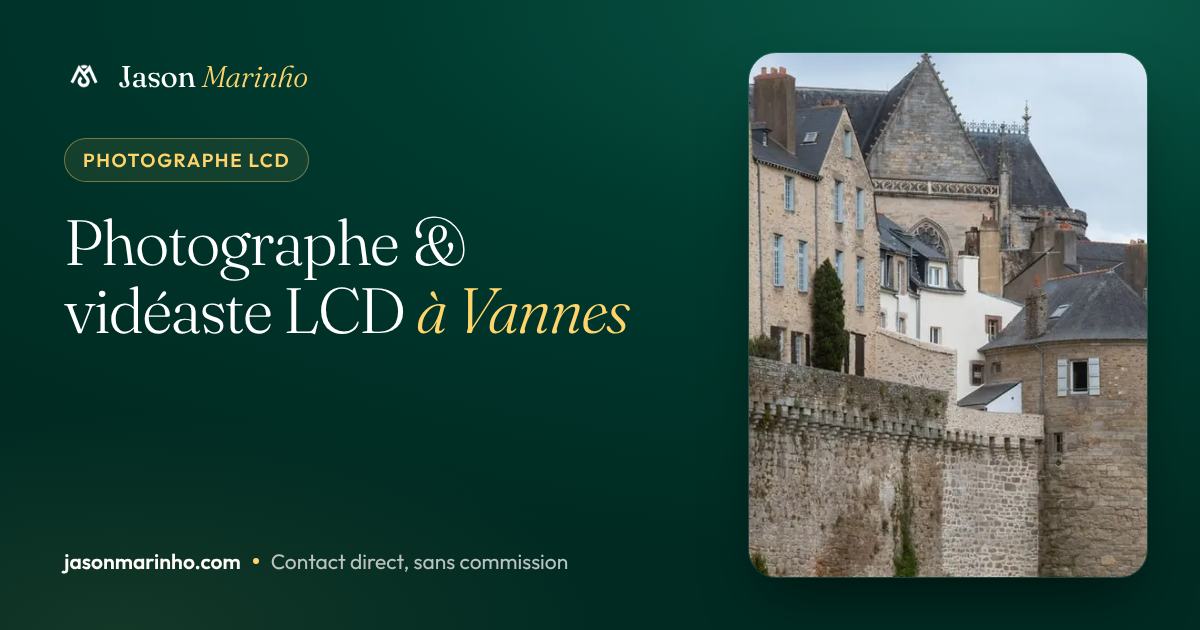 Jason Marinho
PHOTOGRAPHE LCD
Photographe &
vidéaste LCD à Vannes
jasonmarinho.com • Contact direct, sans commission